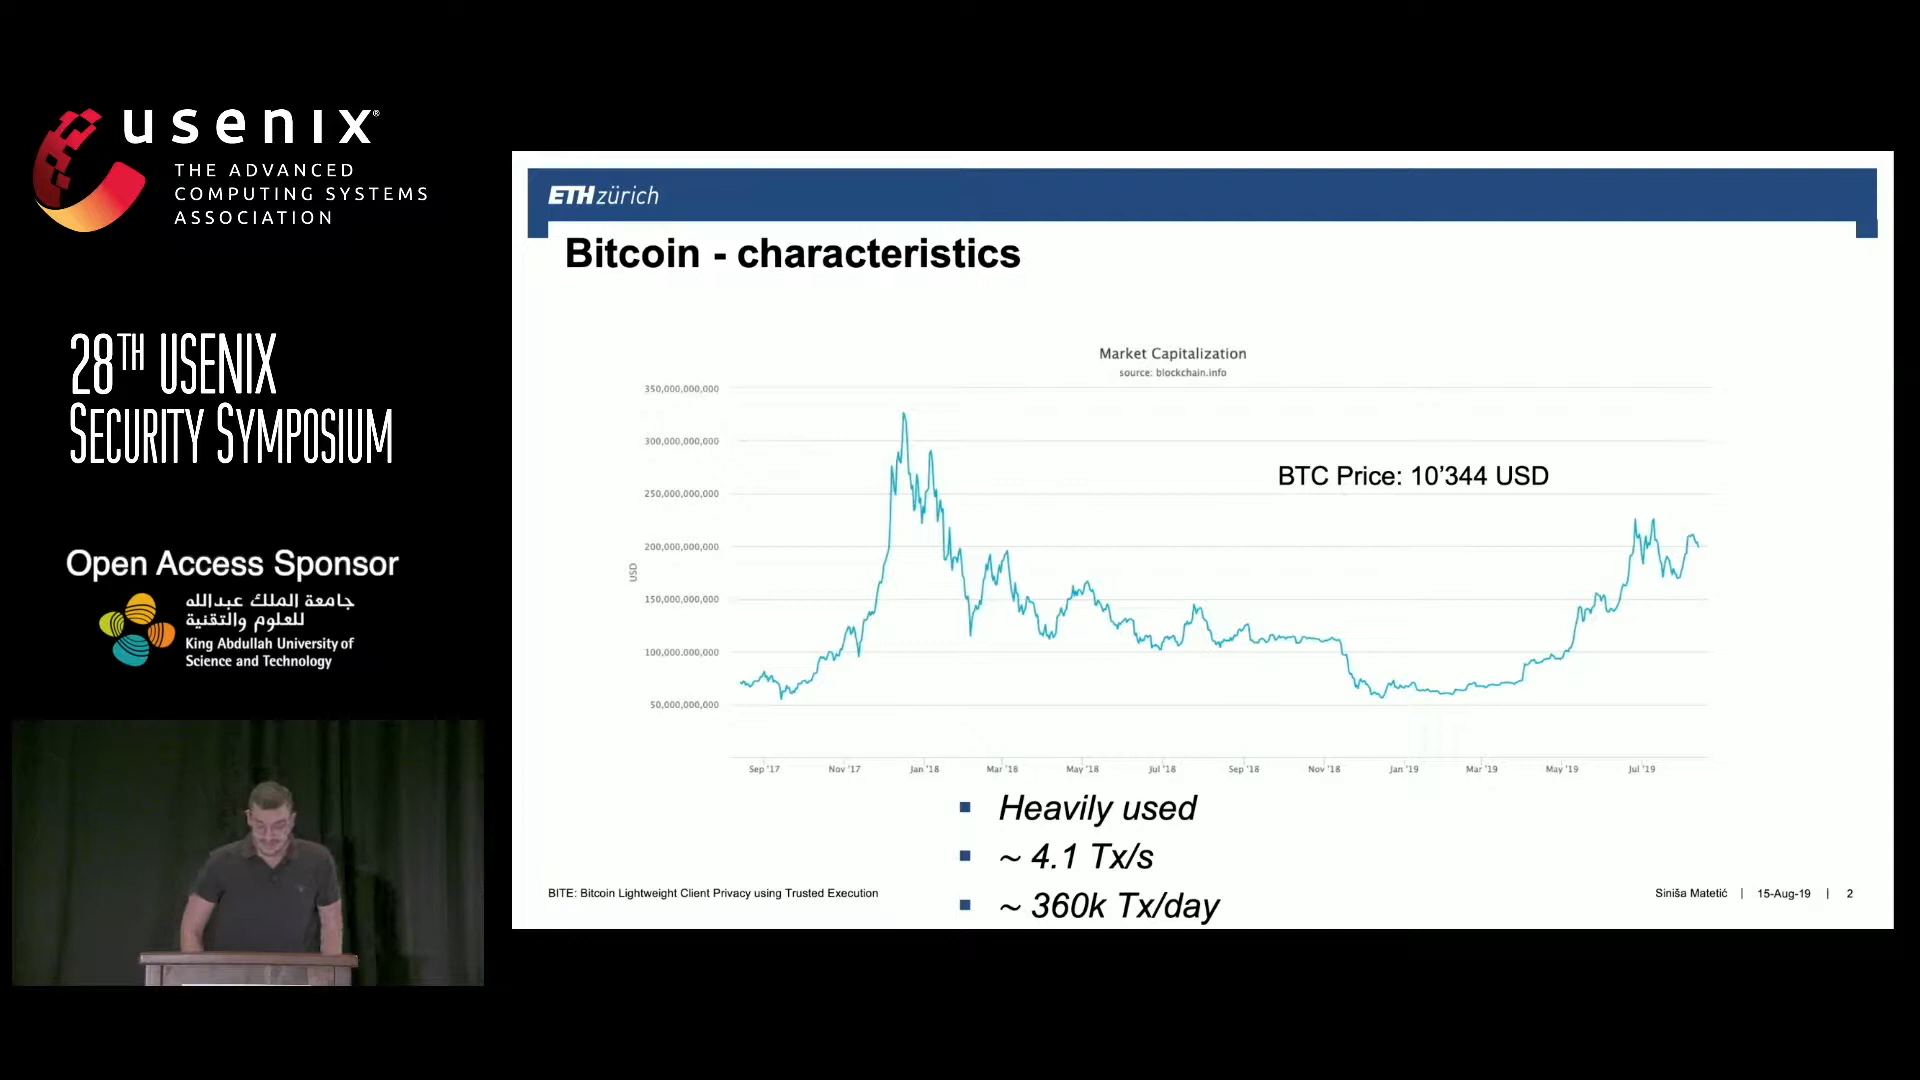 usenix®
THE ADVANCED
COMPUTING SYSTEMS
ASSOCIATION
28TH USENIX
SECURITY SYMPOSIUM
Open Access Sponsor
جامعة الملك عبدالله
للعلوم والتقنية
King Abdullah University of
Science and Technology
ETH zürich
Bitcoin - characteristics
Market Capitalization
source: blockchain.info
350,000,000,000
300,000,000,000
250,000,000,000
200,000,000,000
150,000,000,000
100,000,000,000
50,000,000,000
USD
BTC Price: 10’344 USD
Sep '17 Nov '17 Jan '18 Mar '18 May '18 Jul '18 Sep '18 Nov '18 Jan '19 Mar '19 May '19 Jul '19
▪ Heavily used
▪ ~ 4.1 Tx/s
▪ ~ 360k Tx/day
BITE: Bitcoin Lightweight Client Privacy using Trusted Execution
Siniša Matetić | 15-Aug-19 | 2